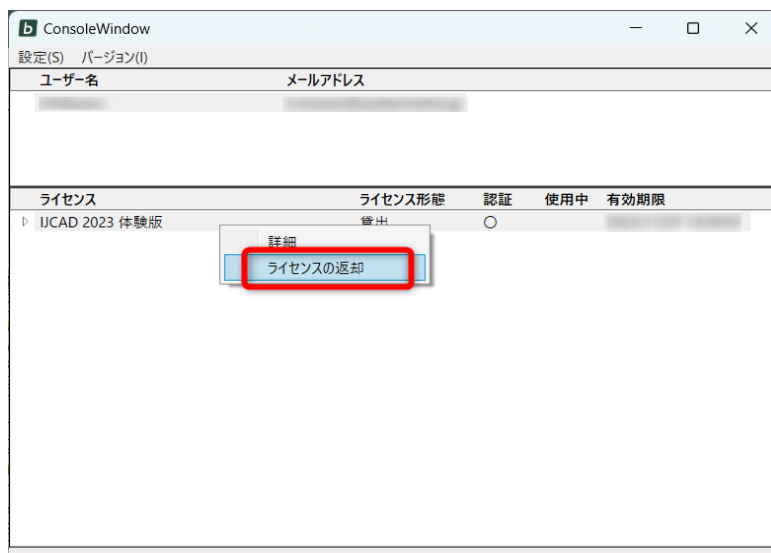 b ConsoleWindow
設定(S) バージョン(I)
ユーザー名 メールアドレス
ライセンス ライセンス形態 認証 使用中 有効期限
IJCAD 2023 体験版 貸出 ○
詳細
ライセンスの返却